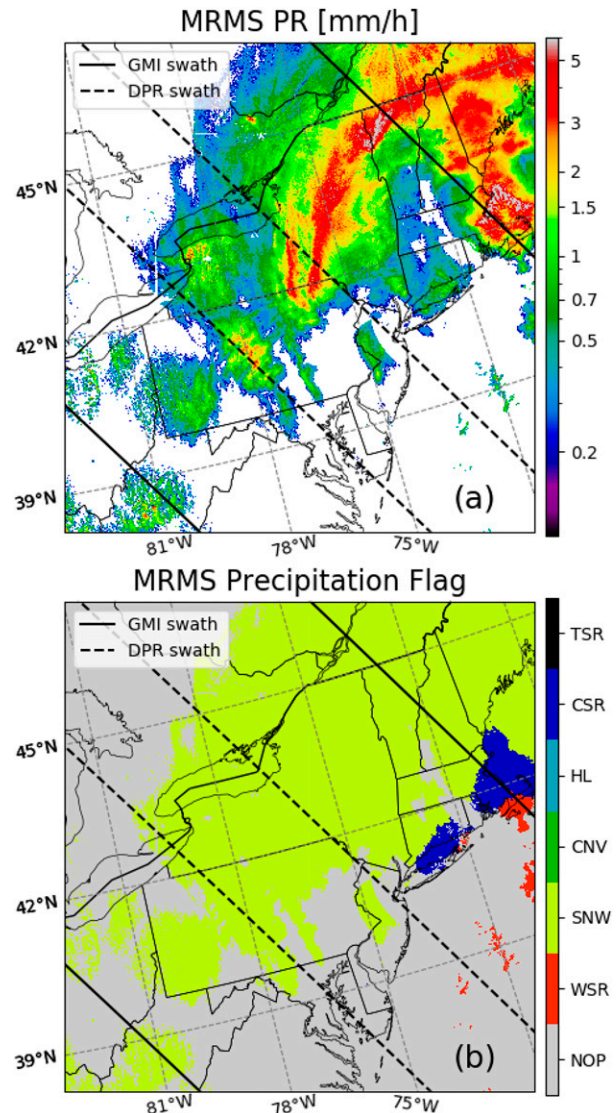 MRMS PR [mm/h]
GMI swath
DPR swath
45°N
42°N
39°N
81°W
78°W
75°W
(a)
5
3
2
1.5
1
0.7
0.5
0.2
MRMS Precipitation Flag
GMI swath
DPR swath
45°N
42°N
39°N
81°W
78°W
75°W
(b)
TSR
CSR
HL
CNV
SNW
WSR
NOP